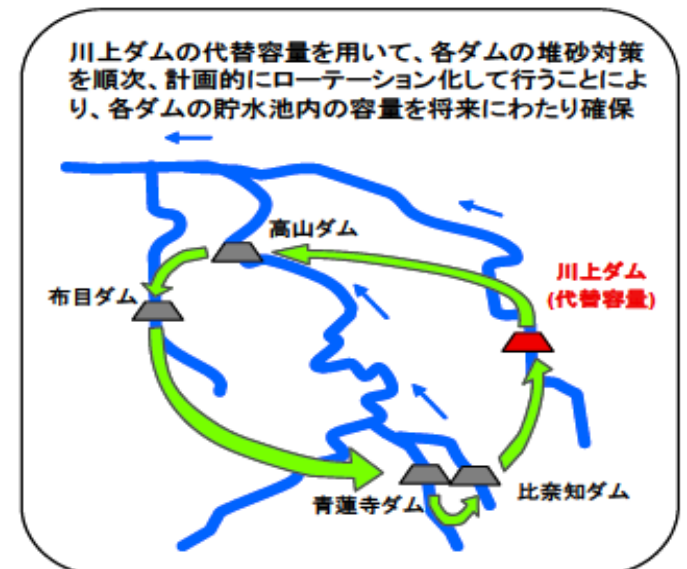 川上ダムの代替容量を用いて、各ダムの堆砂対策
を順次、計画的にローテーション化して行うことによ
り、各ダムの貯水池内の容量を将来にわたり確保
高山ダム
川上ダム
(代替容量)
布目ダム
青蓮寺ダム
比奈知ダム